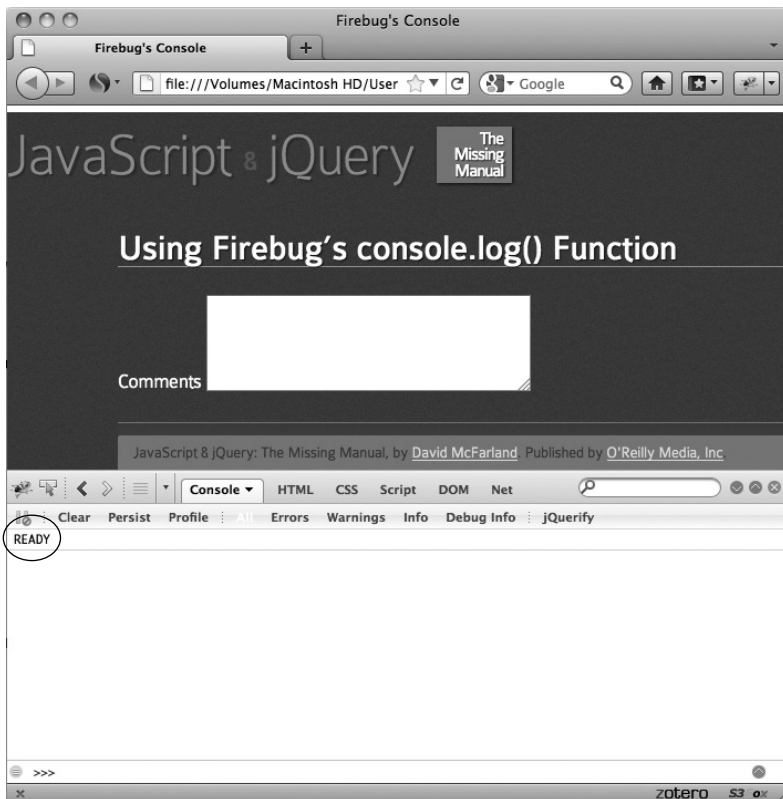 Firebug's Console
Firebug's Console +
file:///Volumes/Macintosh HD/User Google
JavaScript & jQuery
The
Missing
Manual
Using Firebug's console.log() Function
Comments
JavaScript & jQuery: The Missing Manual, by David McFarland. Published by O'Reilly Media, Inc
Console HTML CSS Script DOM Net
Clear Persist Profile All Errors Warnings Info Debug Info jQuerify
READY
>>>
zotero S3 ox